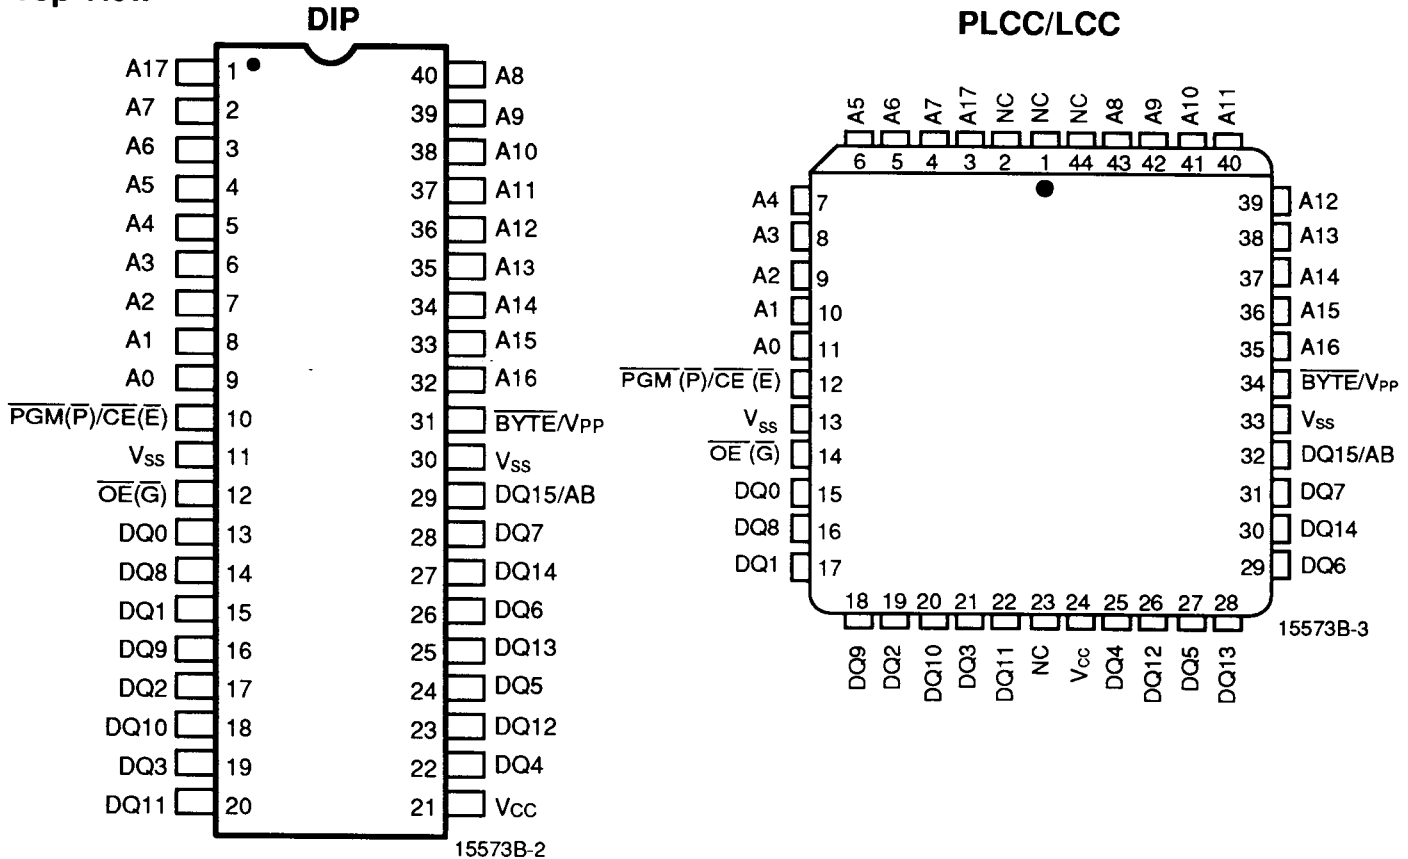 DIP
A17 1 40 A8
A7 2 39 A9
A6 3 38 A10
A5 4 37 A11
A4 5 36 A12
A3 6 35 A13
A2 7 34 A14
A1 8 33 A15
A0 9 32 A16
PGM(P)/CE(E) 10 31 BYTE/VPP
VSS 11 30 VSS
OE(G) 12 29 DQ15/AB
DQ0 13 28 DQ7
DQ8 14 27 DQ14
DQ1 15 26 DQ6
DQ9 16 25 DQ13
DQ2 17 24 DQ5
DQ10 18 23 DQ12
DQ3 19 22 DQ4
DQ11 20 21 VCC
15573B-2
PLCC/LCC
A5 A6 A7 A17 NC NC NC A8 A9 A10 A11
6 5 4 3 2 1 44 43 42 41 40
A4 7 39 A12
A3 8 38 A13
A2 9 37 A14
A1 10 36 A15
A0 11 35 A16
PGM (P)/CE (E) 12 34 BYTE/VPP
VSS 13 33 VSS
OE (G) 14 32 DQ15/AB
DQ0 15 31 DQ7
DQ8 16 30 DQ14
DQ1 17 29 DQ6
18 19 20 21 22 23 24 25 26 27 28
DQ9 DQ2 DQ10 DQ3 DQ11 NC VCC DQ4 DQ12 DQ5 DQ13
15573B-3